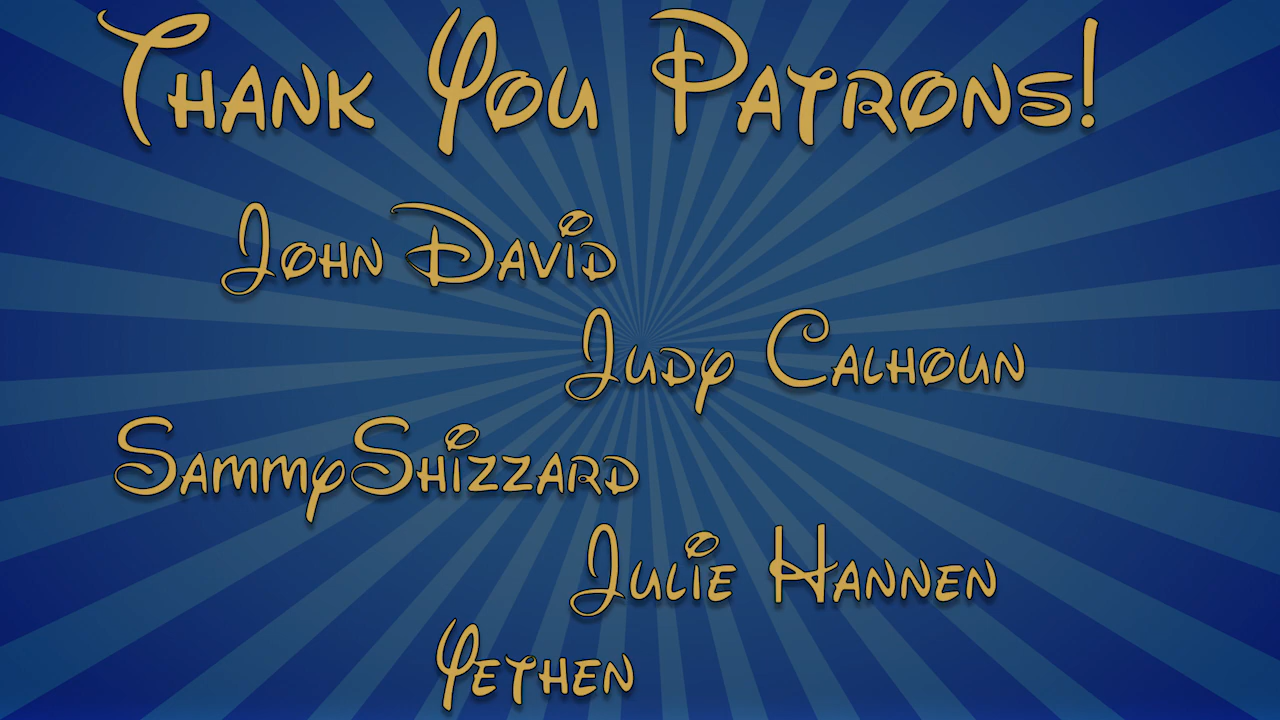 Thank You Patrons!
John David
Judy Calhoun
SammyShizzard
Julie Hannen
Yethen